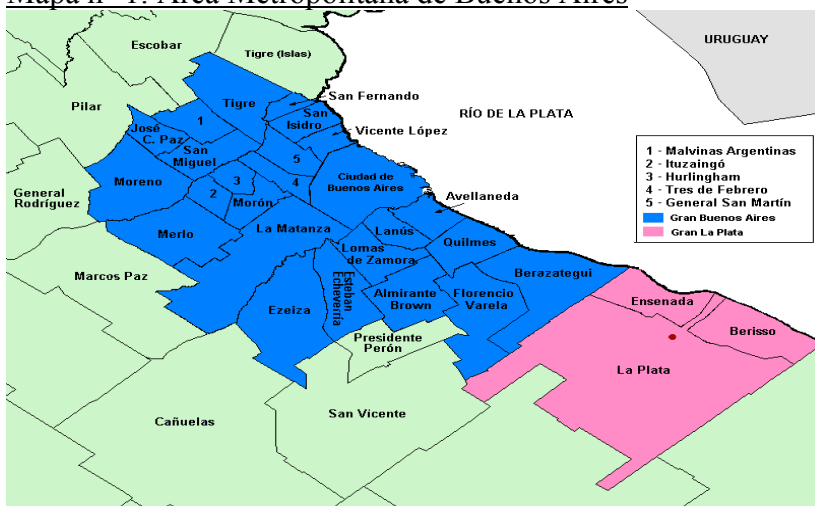 Mapa n° 1: Área Metropolitana de Buenos Aires
URUGUAY
Escobar
Tigre (Islas)
Pilar
Tigre
San Fernando
RÍO DE LA PLATA
San
Isidro
Vicente López
1
José
C. Paz
San
Miguel
5
Ciudad de
Buenos Aires
Moreno
3
4
2
Morón
Avellaneda
General
Rodríguez
Merlo
La Matanza
Lanús
Quilmes
Lomas
de Zamora
Berazategui
Marcos Paz
Esteban
Echeverría
Ezeiza
Almirante
Brown
Florencio
Varela
Ensenada
Berisso
Presidente
Perón
La Plata
San Vicente
Cañuelas
1 - Malvinas Argentinas
2 - Ituzaingó
3 - Hurlingham
4 - Tres de Febrero
5 - General San Martín
Gran Buenos Aires
Gran La Plata